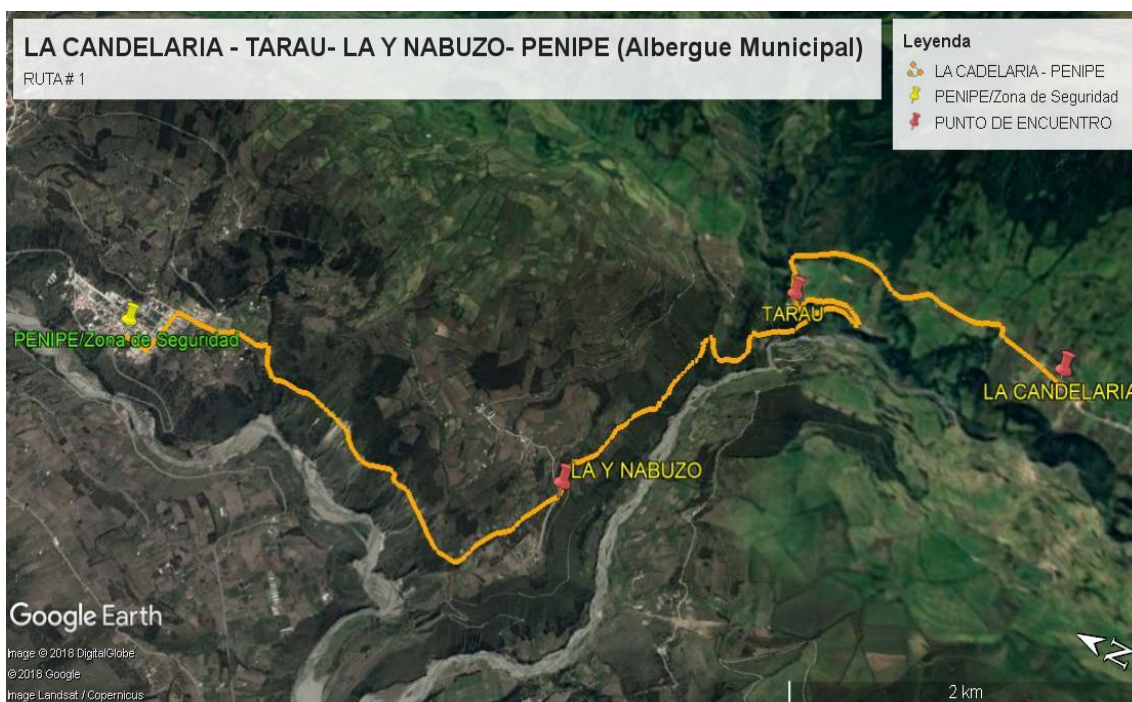 LA CANDELARIA - TARAU- LA Y NABUZO- PENIPE (Albergue Municipal)
RUTA # 1
Leyenda
LA CADELARIA - PENIPE
PENIPE/Zona de Seguridad
PUNTO DE ENCUENTRO
TARAU
PENIPE/Zona de Seguridad
LA CANDELARIA
LA Y NABUZO
Google Earth
Image © 2018 DigitalGlobe
© 2018 Google
Image Landsat / Copernicus
N
2 km